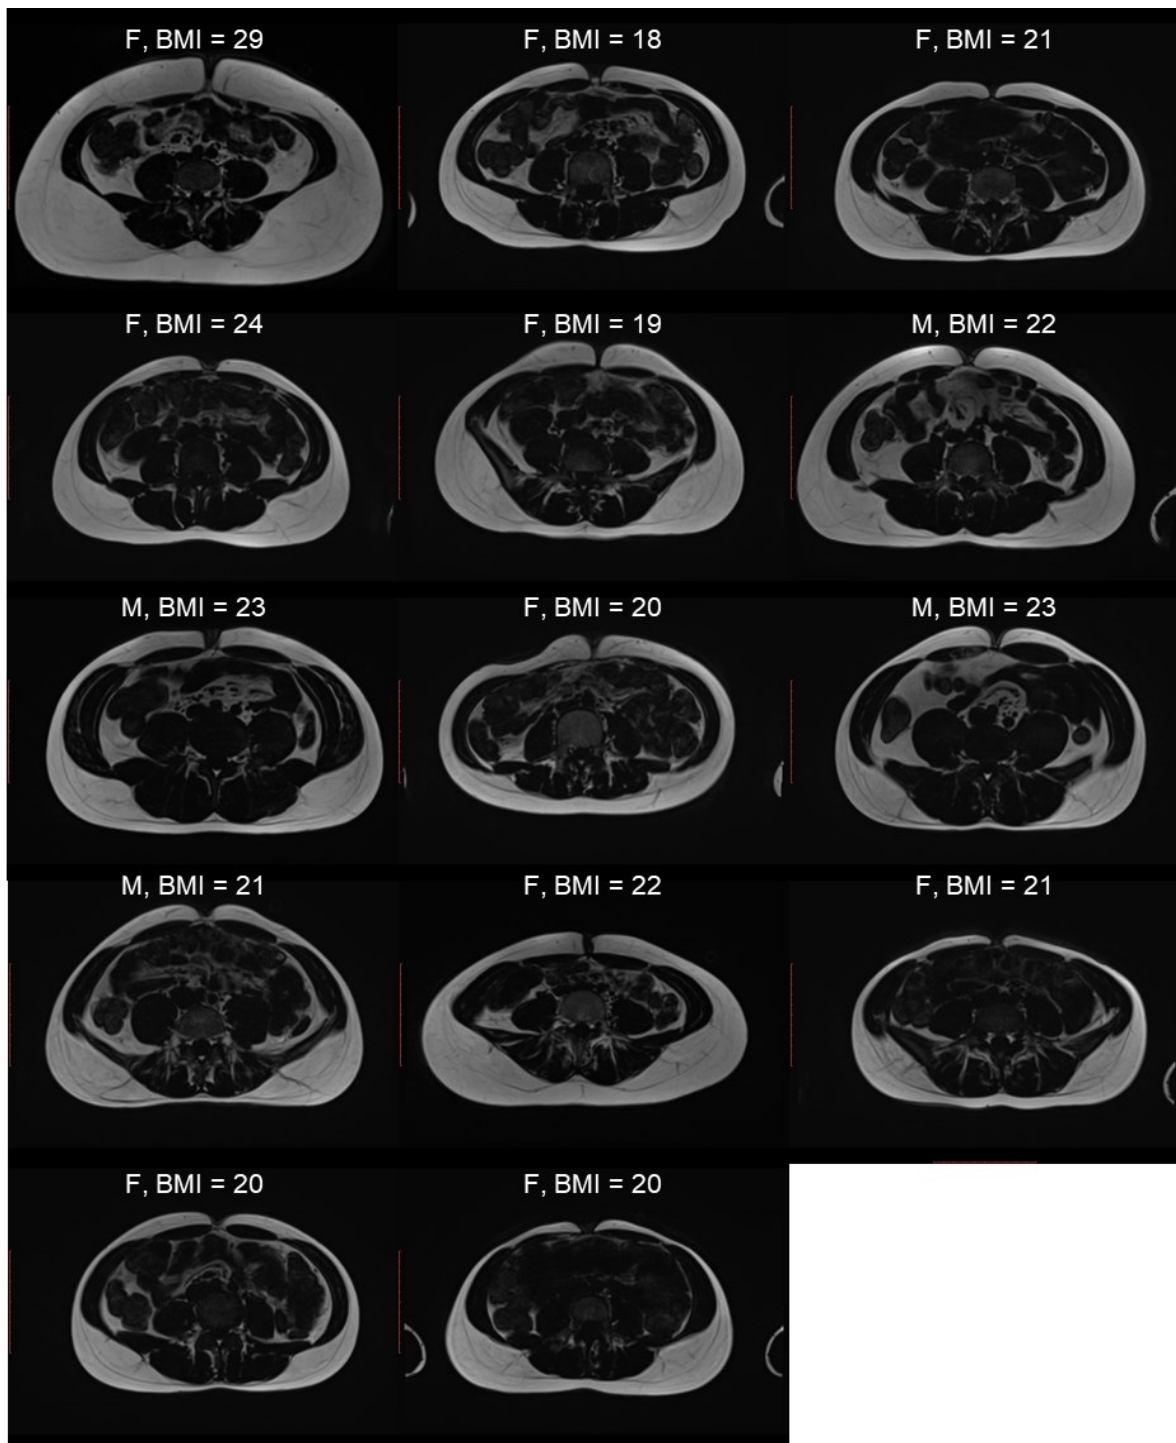 F, BMI = 29
F, BMI = 18
F, BMI = 21
F, BMI = 24
F, BMI = 19
M, BMI = 22
M, BMI = 23
F, BMI = 20
M, BMI = 23
M, BMI = 21
F, BMI = 22
F, BMI = 21
F, BMI = 20
F, BMI = 20